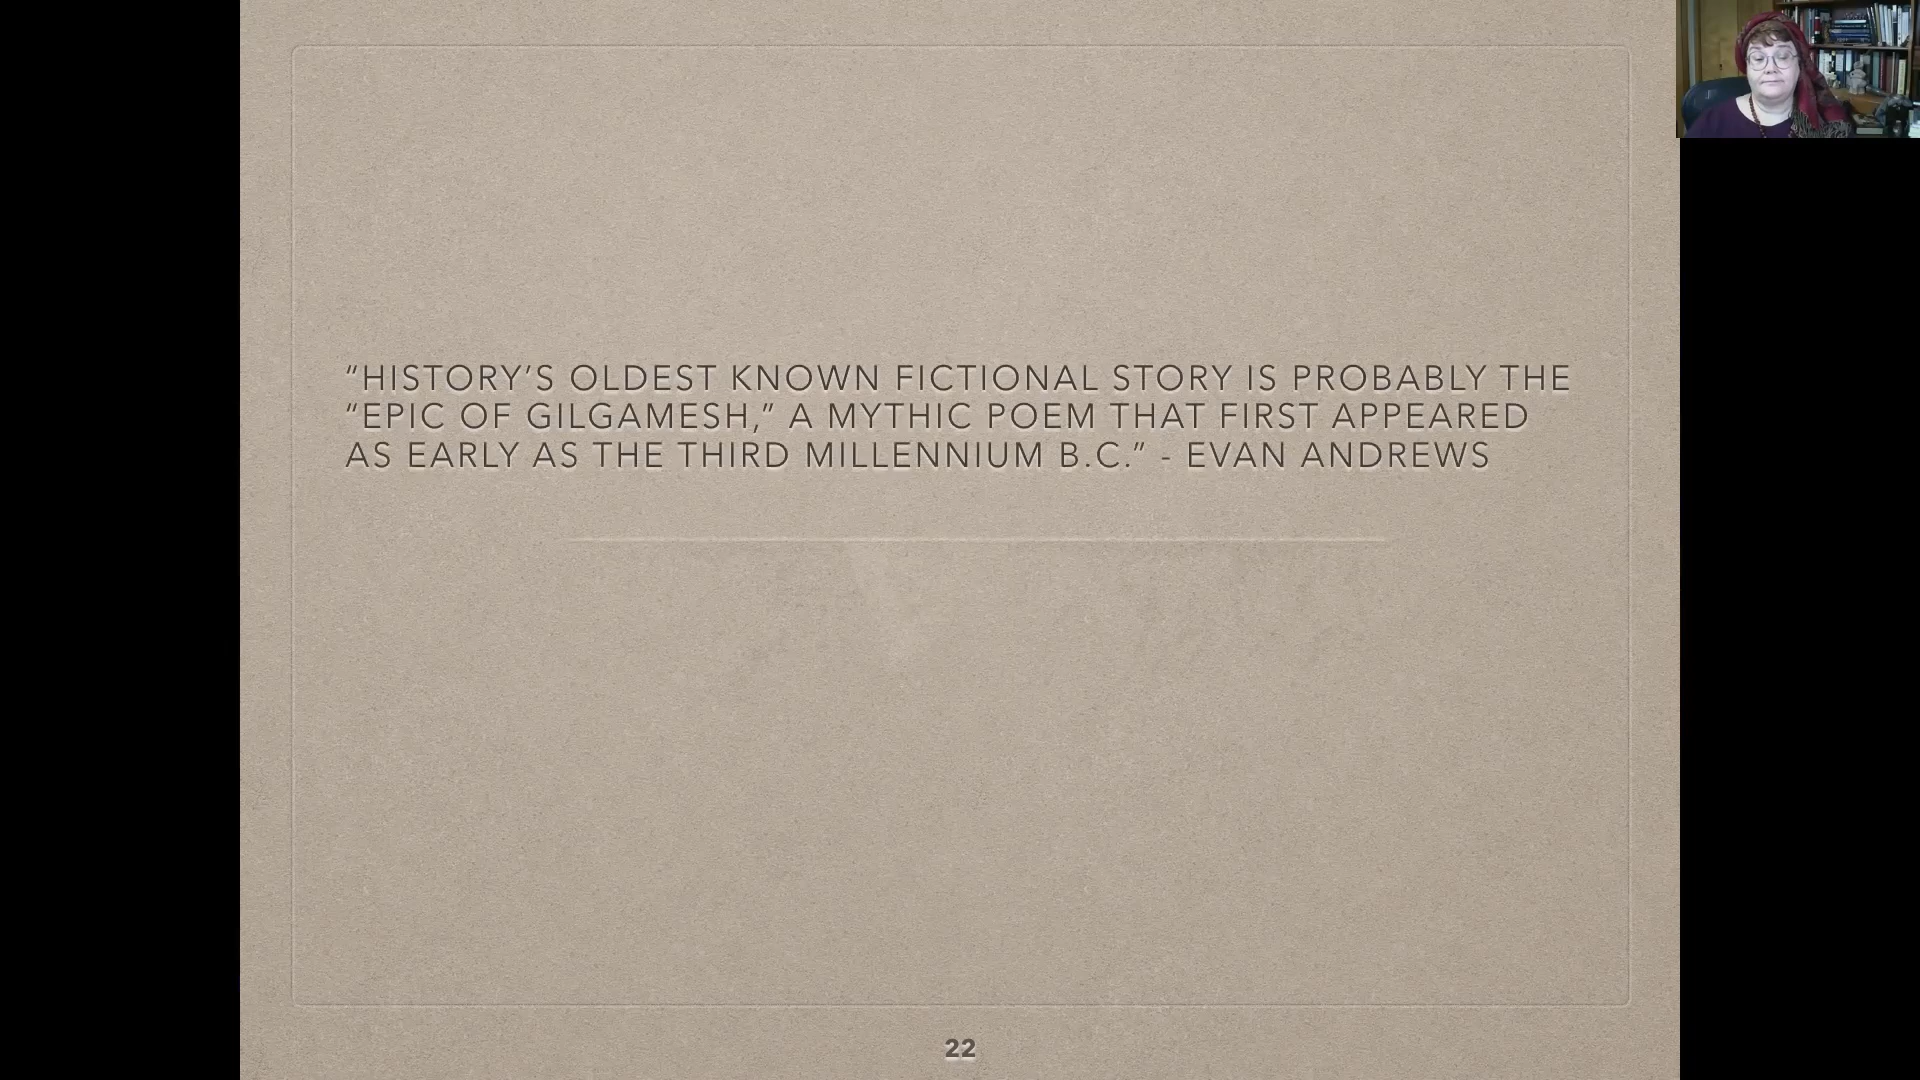 “HISTORY’S OLDEST KNOWN FICTIONAL STORY IS PROBABLY THE
“EPIC OF GILGAMESH,” A MYTHIC POEM THAT FIRST APPEARED
AS EARLY AS THE THIRD MILLENNIUM B.C.” - EVAN ANDREWS
22